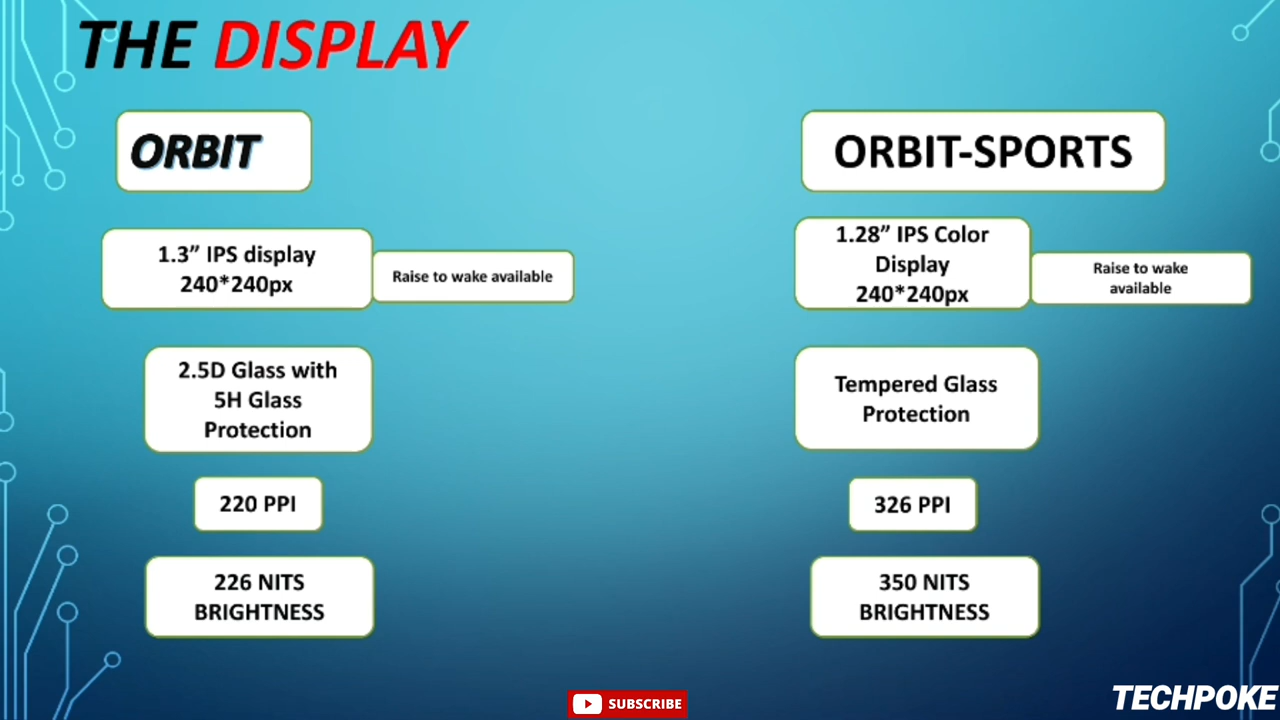 THE DISPLAY
ORBIT
ORBIT-SPORTS
1.3” IPS display
240*240px
Raise to wake available
1.28” IPS Color
Display
240*240px
Raise to wake
available
2.5D Glass with
5H Glass
Protection
Tempered Glass
Protection
220 PPI
326 PPI
226 NITS
BRIGHTNESS
350 NITS
BRIGHTNESS
SUBSCRIBE
TECHPOKE